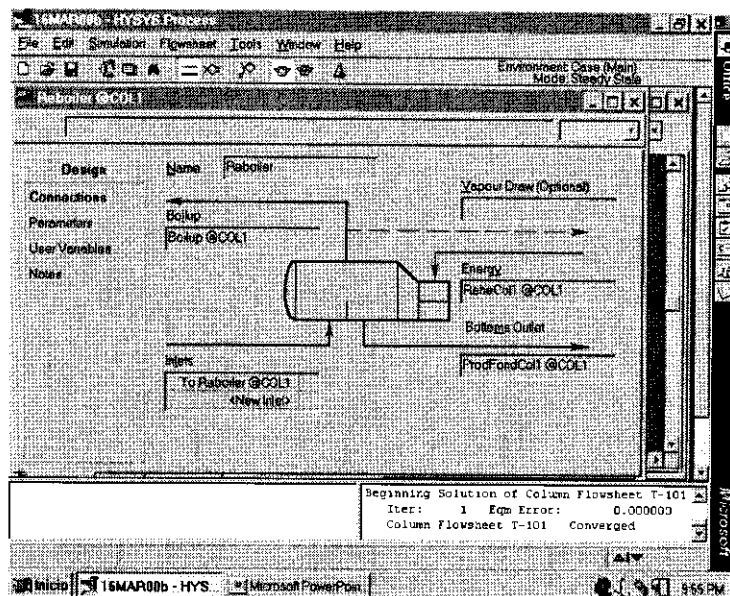 16MAR00b - HYSYS Process
File Edit Simulation Flowsheet Tools Window Help
Environment: Case (Main)
Mode: Steady State
Reboiler @COL1
Design
Name Reboiler
Vapour Draw (Optional)
Connections
Parameters
User Variables
Notes
Boilup
Boilup @COL1
Energy
ReheCol1 @COL1
Bottoms Outlet
ProdFondCol1 @COL1
Inlets
To Reboiler @COL1
<New Inlet>
Beginning Solution of Column Flowsheet T-101
Iter: 1 Eqm Error: 0.000000
Column Flowsheet T-101 Converged
Inicio
16MAR00b - HYS...
Microsoft PowerPoin
Office
Microsoft